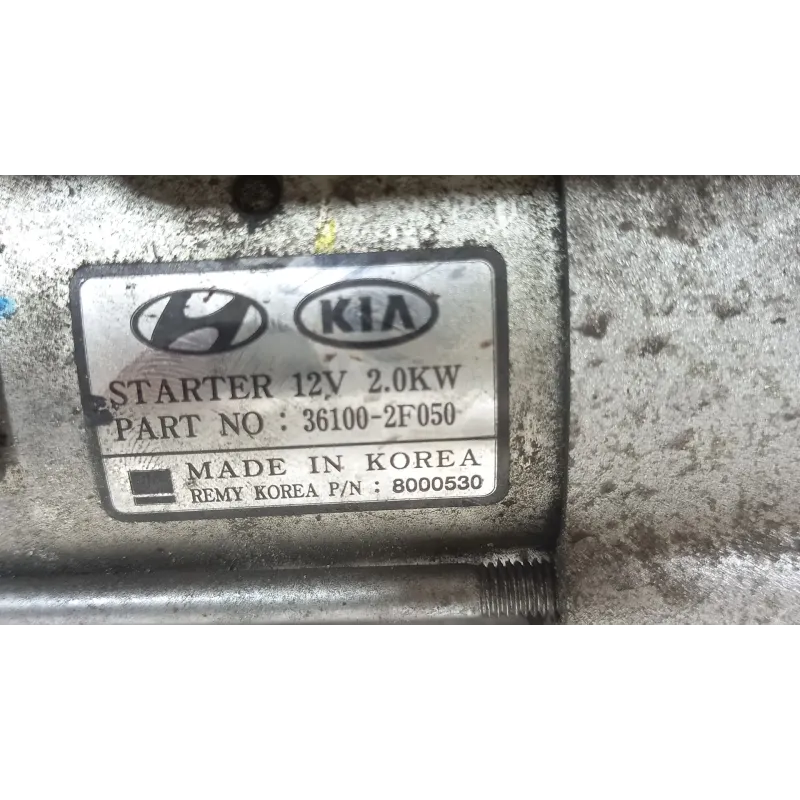 KIA
STARTER 12V 2.0KW
PART NO : 36100-2F050
MADE IN KOREA
REMY KOREA P/N : 8000530